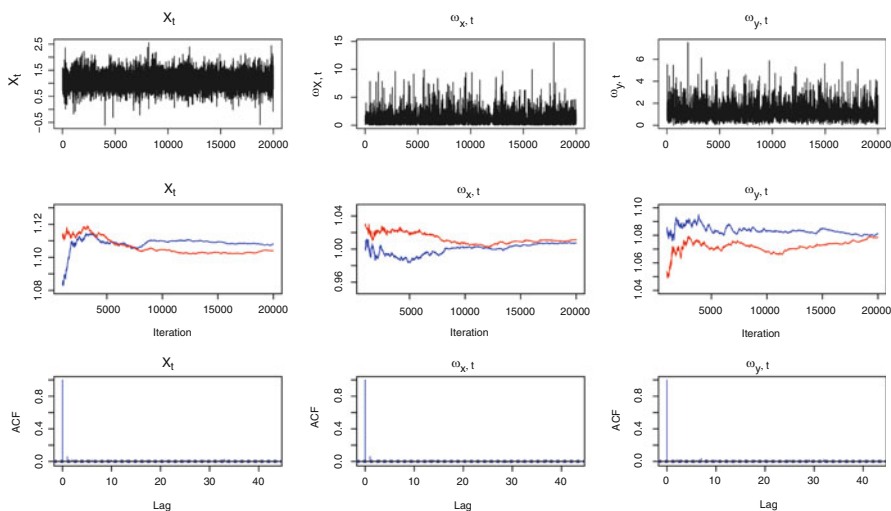 X_t ω_x, t ω_y, t
X_t
2.5
1.5
0.5
−0.5
0 5000 10000 15000 20000
ω_X, t
15
10
5
0
0 5000 10000 15000 20000
ω_y, t
6
4
2
0
0 5000 10000 15000 20000
X_t ω_x, t ω_y, t
1.12
1.10
1.08
5000 10000 15000 20000
Iteration
1.04
1.00
0.96
5000 10000 15000 20000
Iteration
1.10
1.08
1.06
1.04
5000 10000 15000 20000
Iteration
X_t ω_x, t ω_y, t
ACF
0.8
0.4
0.0
0 10 20 30 40
Lag
ACF
0.8
0.4
0.0
0 10 20 30 40
Lag
ACF
0.8
0.4
0.0
0 10 20 30 40
Lag